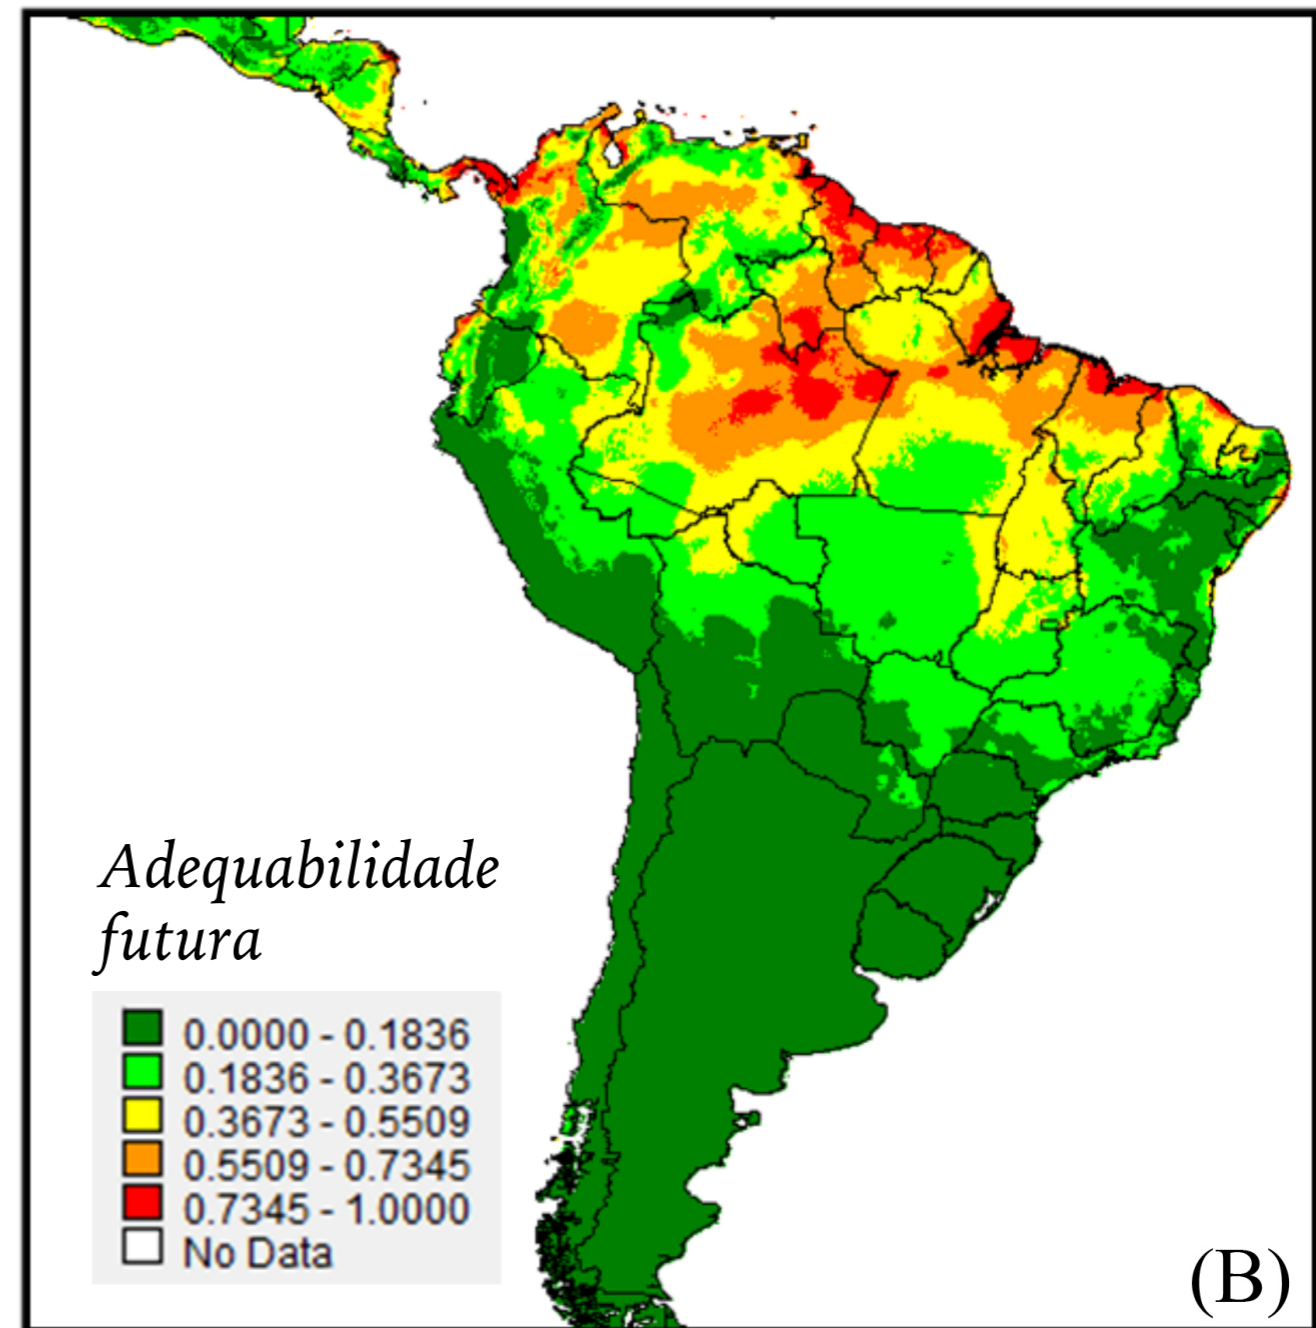 Adequabilidade
futura
0.0000 - 0.1836
0.1836 - 0.3673
0.3673 - 0.5509
0.5509 - 0.7345
0.7345 - 1.0000
No Data
(B)